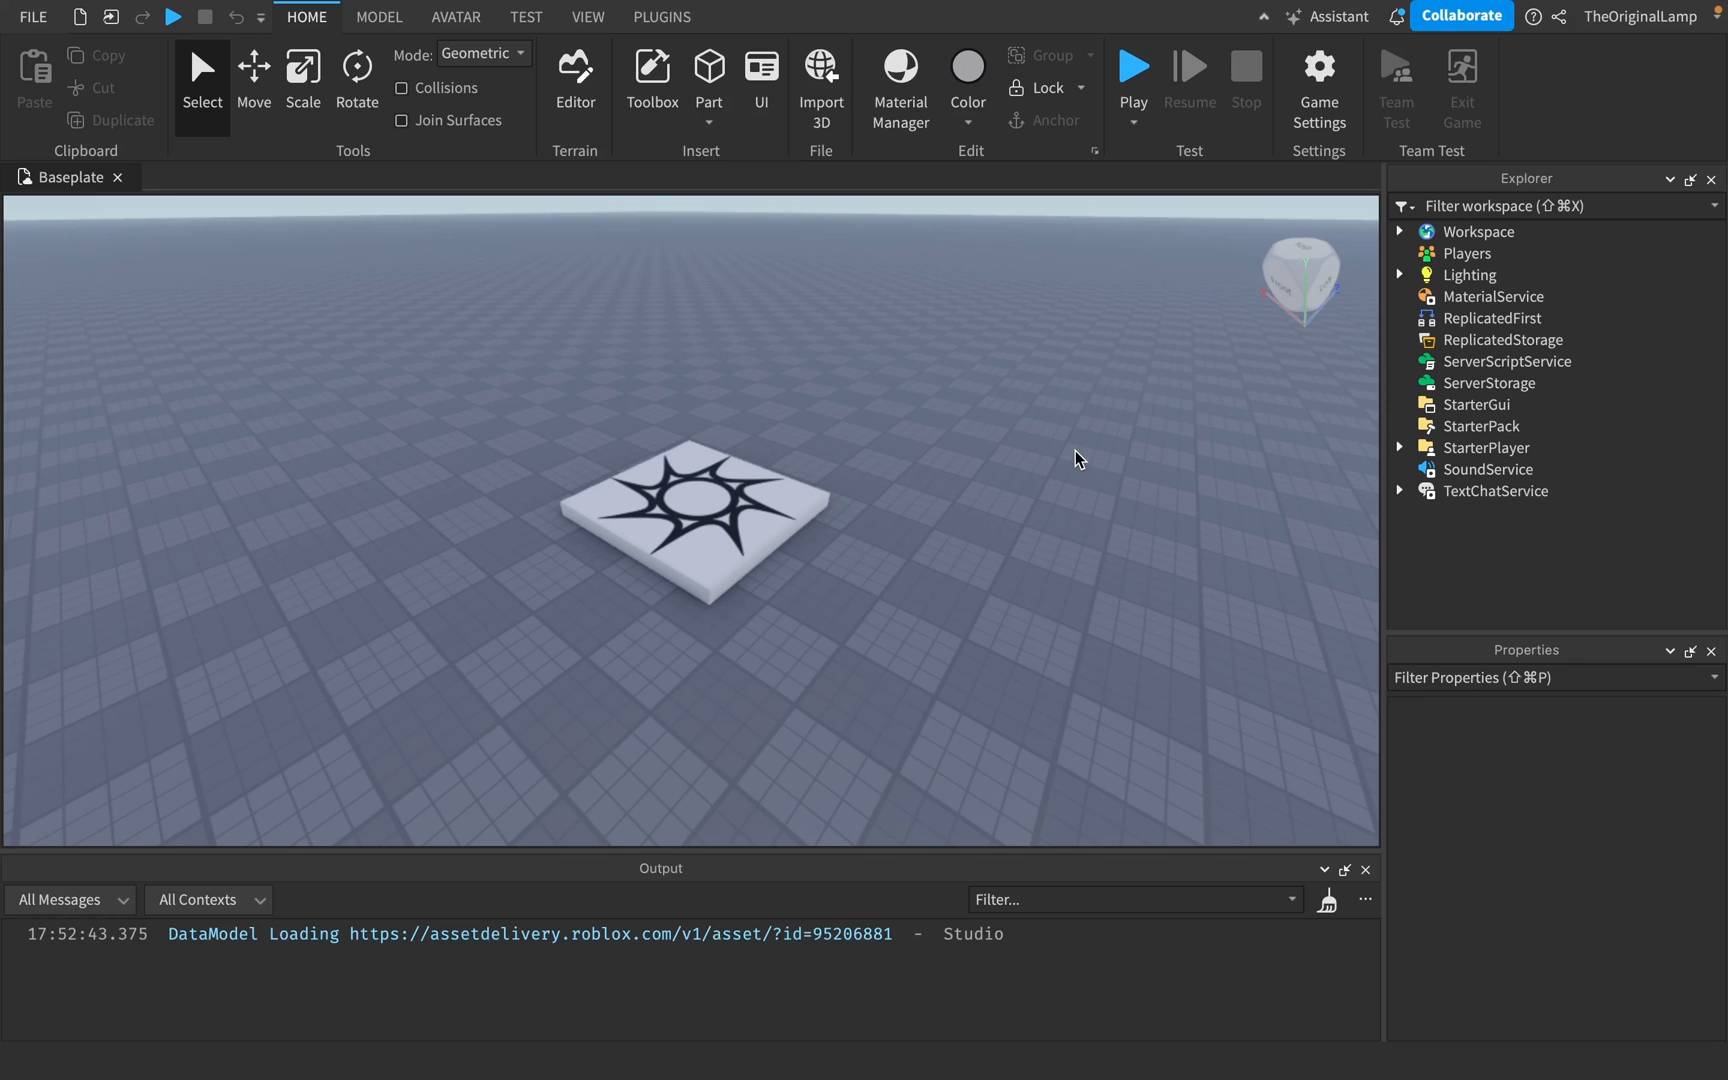 FILE HOME MODEL AVATAR TEST VIEW PLUGINS Assistant Collaborate TheOriginalLamp
Paste Copy Cut Duplicate
Clipboard
Select Move Scale Rotate
Mode: Geometric
Collisions
Join Surfaces
Tools
Editor
Terrain
Toolbox Part UI
Insert
Import
3D
File
Material
Manager
Color
Group
Lock
Anchor
Edit
Play Resume Stop
Test
Game
Settings
Settings
Team
Test
Exit
Game
Team Test
Baseplate
Y
Z
Explorer
Filter workspace (⇧⌘X)
Workspace
Players
Lighting
MaterialService
ReplicatedFirst
ReplicatedStorage
ServerScriptService
ServerStorage
StarterGui
StarterPack
StarterPlayer
SoundService
TextChatService
Properties
Filter Properties (⇧⌘P)
Output
All Messages All Contexts Filter... ...
17:52:43.375 DataModel Loading https://assetdelivery.roblox.com/v1/asset/?id=95206881 - Studio